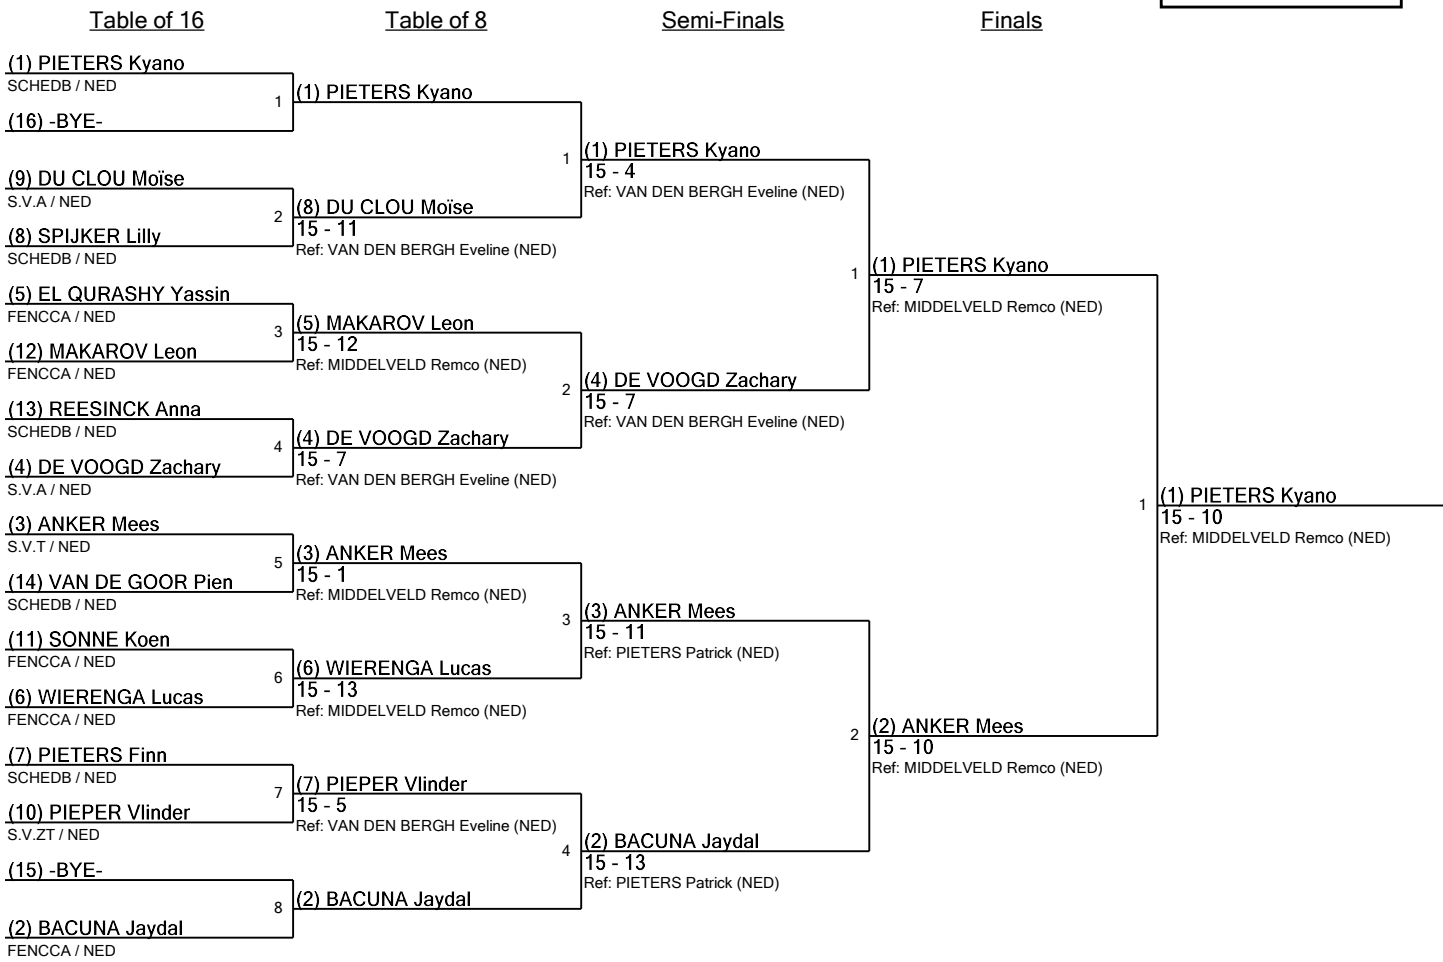 Table of 16
Table of 8
Semi-Finals
Finals
(1) PIETERS Kyano
SCHEDB / NED
1
(16) -BYE-
(9) DU CLOU Moïse
S.V.A / NED
2
(8) SPIJKER Lilly
SCHEDB / NED
(5) EL QURASHY Yassin
FENCCA / NED
3
(12) MAKAROV Leon
FENCCA / NED
(13) REESINCK Anna
SCHEDB / NED
4
(4) DE VOOGD Zachary
S.V.A / NED
(3) ANKER Mees
S.V.T / NED
5
(14) VAN DE GOOR Pien
SCHEDB / NED
(11) SONNE Koen
FENCCA / NED
6
(6) WIERENGA Lucas
FENCCA / NED
(7) PIETERS Finn
SCHEDB / NED
7
(10) PIEPER Vlinder
S.V.ZT / NED
(15) -BYE-
8
(2) BACUNA Jaydal
FENCCA / NED
(1) PIETERS Kyano
1
(8) DU CLOU Moïse
15 - 11
Ref: VAN DEN BERGH Eveline (NED)
(5) MAKAROV Leon
15 - 12
Ref: MIDDELVELD Remco (NED)
2
(4) DE VOOGD Zachary
15 - 7
Ref: VAN DEN BERGH Eveline (NED)
(3) ANKER Mees
15 - 1
Ref: MIDDELVELD Remco (NED)
3
(6) WIERENGA Lucas
15 - 13
Ref: MIDDELVELD Remco (NED)
(7) PIEPER Vlinder
15 - 5
Ref: VAN DEN BERGH Eveline (NED)
4
(2) BACUNA Jaydal
(1) PIETERS Kyano
15 - 4
Ref: VAN DEN BERGH Eveline (NED)
1
(4) DE VOOGD Zachary
15 - 7
Ref: VAN DEN BERGH Eveline (NED)
(3) ANKER Mees
15 - 11
Ref: PIETERS Patrick (NED)
2
(2) BACUNA Jaydal
15 - 13
Ref: PIETERS Patrick (NED)
(1) PIETERS Kyano
15 - 7
Ref: MIDDELVELD Remco (NED)
1
(2) ANKER Mees
15 - 10
Ref: MIDDELVELD Remco (NED)
(1) PIETERS Kyano
15 - 10
Ref: MIDDELVELD Remco (NED)